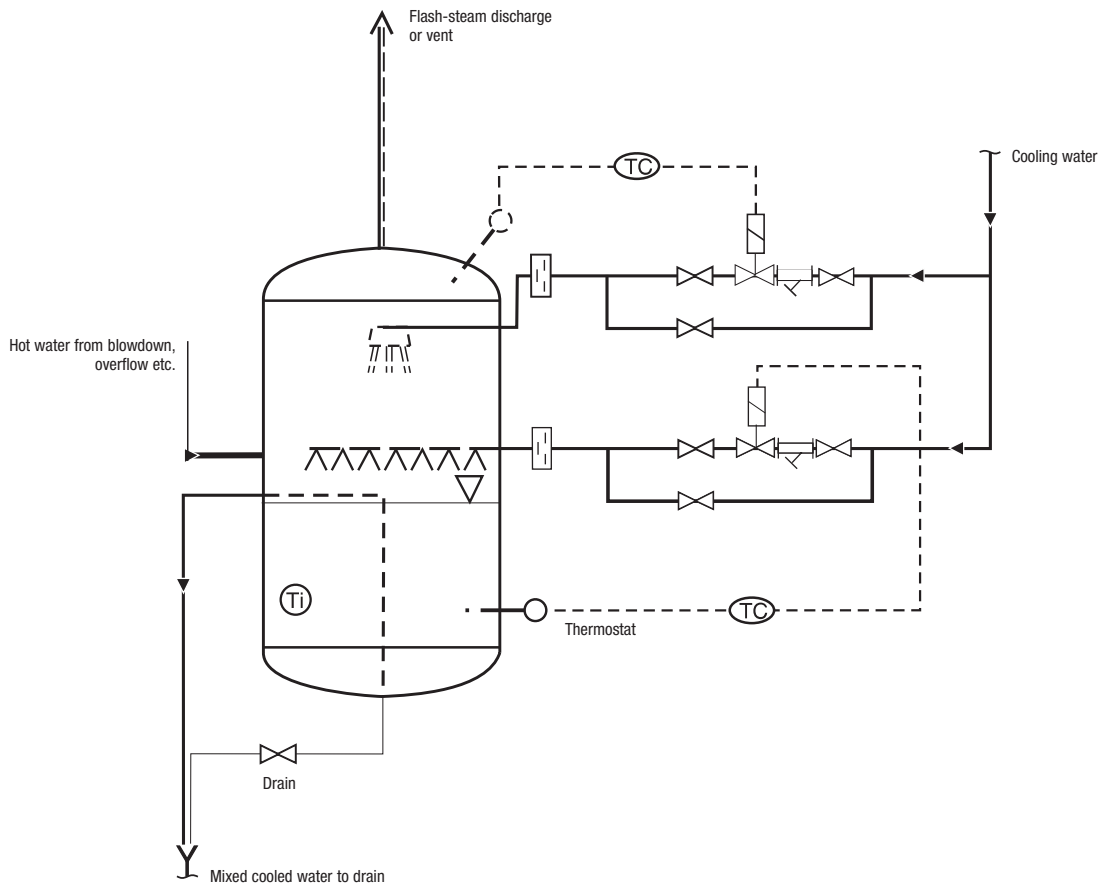 Flash-steam discharge
or vent
TC
Cooling water
Hot water from blowdown,
overflow etc.
Ti
Thermostat
TC
Drain
Mixed cooled water to drain